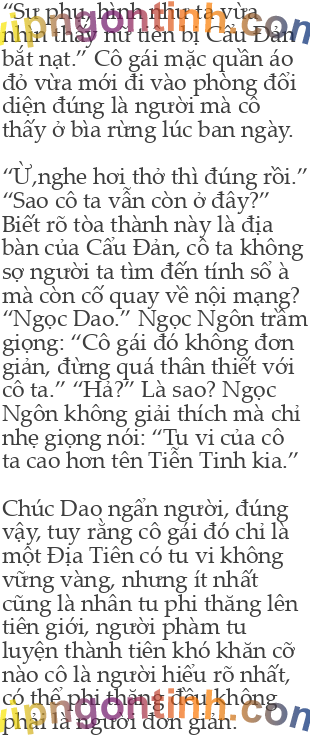 “Sư phụ, hình như ta vừa
nhìn thấy nữ tiên bị Cẩu Đản
bắt nạt.” Cô gái mặc quần áo
đỏ vừa mới đi vào phòng đổi
diện đúng là người mà cô
thấy ở bìa rừng lúc ban ngày.

“Ừ,nghe hơi thở thì đúng rồi.”
“Sao cô ta vẫn còn ở đây?”
Biết rõ tòa thành này là địa
bàn của Cẩu Đản, cô ta không
sợ người ta tìm đến tính sổ à
mà còn cố quay về nội mạng?
“Ngọc Dao.” Ngọc Ngôn trầm
giọng: “Cô gái đó không đơn
giản, đừng quá thân thiết với
cô ta.” “Hả?” Là sao? Ngọc
Ngôn không giải thích mà chỉ
nhẹ giọng nói: “Tu vi của cô
ta cao hơn tên Tiễn Tinh kia.”

Chúc Dao ngẩn người, đúng
vậy, tuy rằng cô gái đó chỉ là
một Địa Tiên có tu vi không
vững vàng, nhưng ít nhất
cũng là nhân tu phi thăng lên
tiên giới, người phàm tu
luyện thành tiên khó khăn cỡ
nào cô là người hiểu rõ nhất,
có thể phi thăng đều không
phải là người đơn giản.
vipngontinh.com
vipngontinh.com